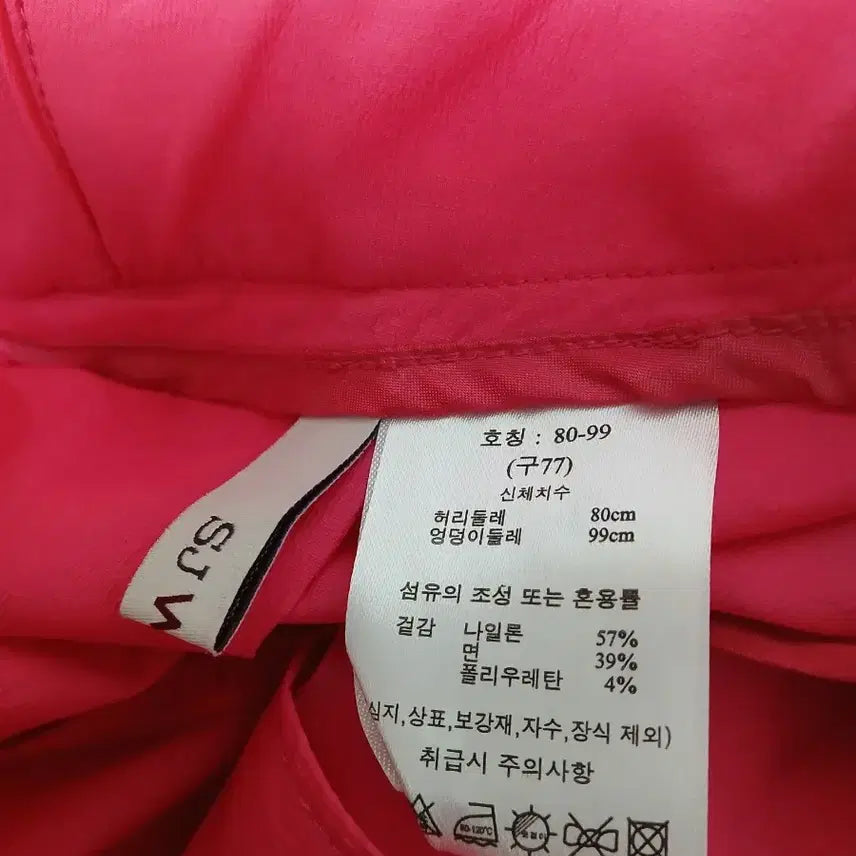 SJ W
호칭 : 80-99
(구77)
신체치수
허리둘레 80cm
엉덩이둘레 99cm
섬유의 조성 또는 혼용률
겉감 나일론 57%
면 39%
폴리우레탄 4%
심지,상표,보강재,자수,장식 제외)
취급시 주의사항
80-120℃